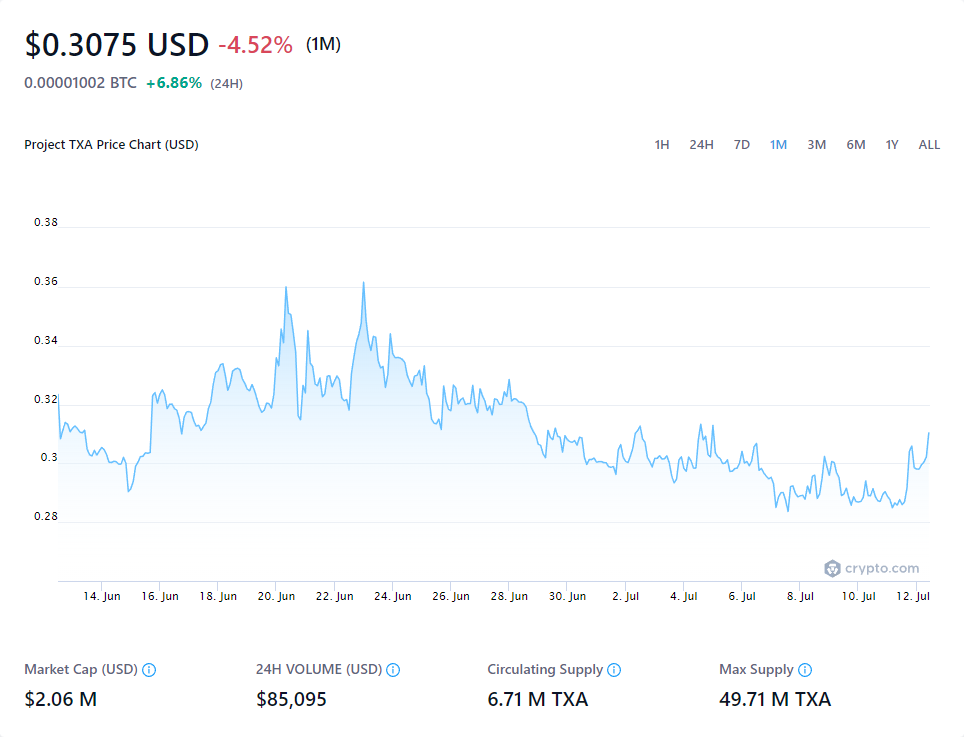 $0.3075 USD -4.52% (1M)
0.00001002 BTC +6.86% (24H)
Project TXA Price Chart (USD) 1H 24H 7D 1M 3M 6M 1Y ALL
0.38
0.36
0.34
0.32
0.3
0.28
crypto.com
14. Jun 16. Jun 18. Jun 20. Jun 22. Jun 24. Jun 26. Jun 28. Jun 30. Jun 2. Jul 4. Jul 6. Jul 8. Jul 10. Jul 12. Jul
Market Cap (USD) 24H VOLUME (USD) Circulating Supply Max Supply
$2.06 M $85,095 6.71 M TXA 49.71 M TXA